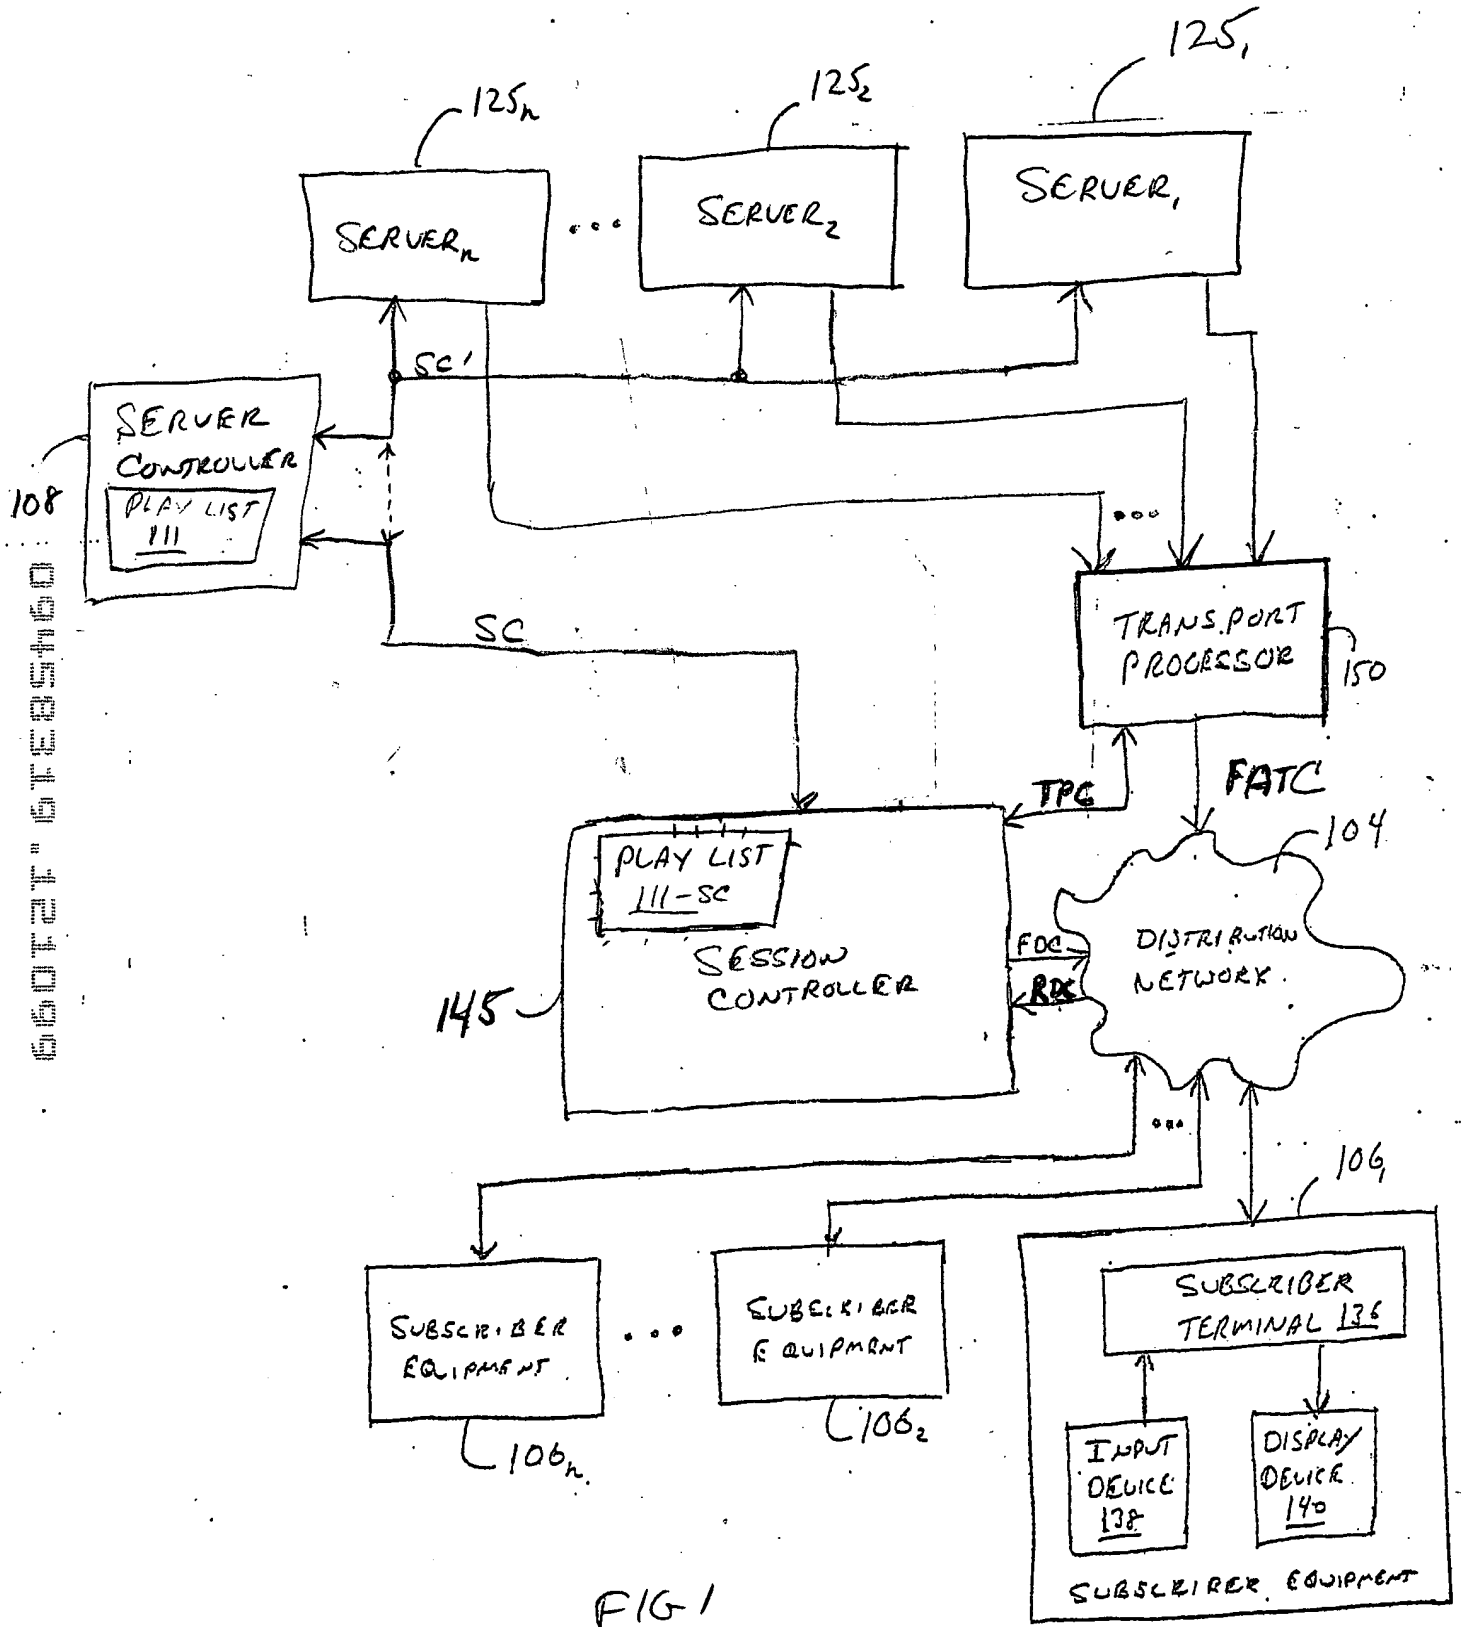 125₁
125₂
125ₙ
SERVER₁
SERVER₂
SERVERₙ
...
SC'
SERVER
CONTROLLER
PLAY LIST
111
108
...
SC
TRANSPORT
PROCESSOR
150
TPC
FATC
104
PLAY LIST
111-SC
SESSION
CONTROLLER
145
FDC
RDC
DISTRIBUTION
NETWORK
...
106₁
SUBSCRIBER
EQUIPMENT
106ₙ
...
SUBSCRIBER
EQUIPMENT
106₂
SUBSCRIBER
TERMINAL 136
INPUT
DEVICE
138
DISPLAY
DEVICE
140
SUBSCRIBER EQUIPMENT
FIG 1